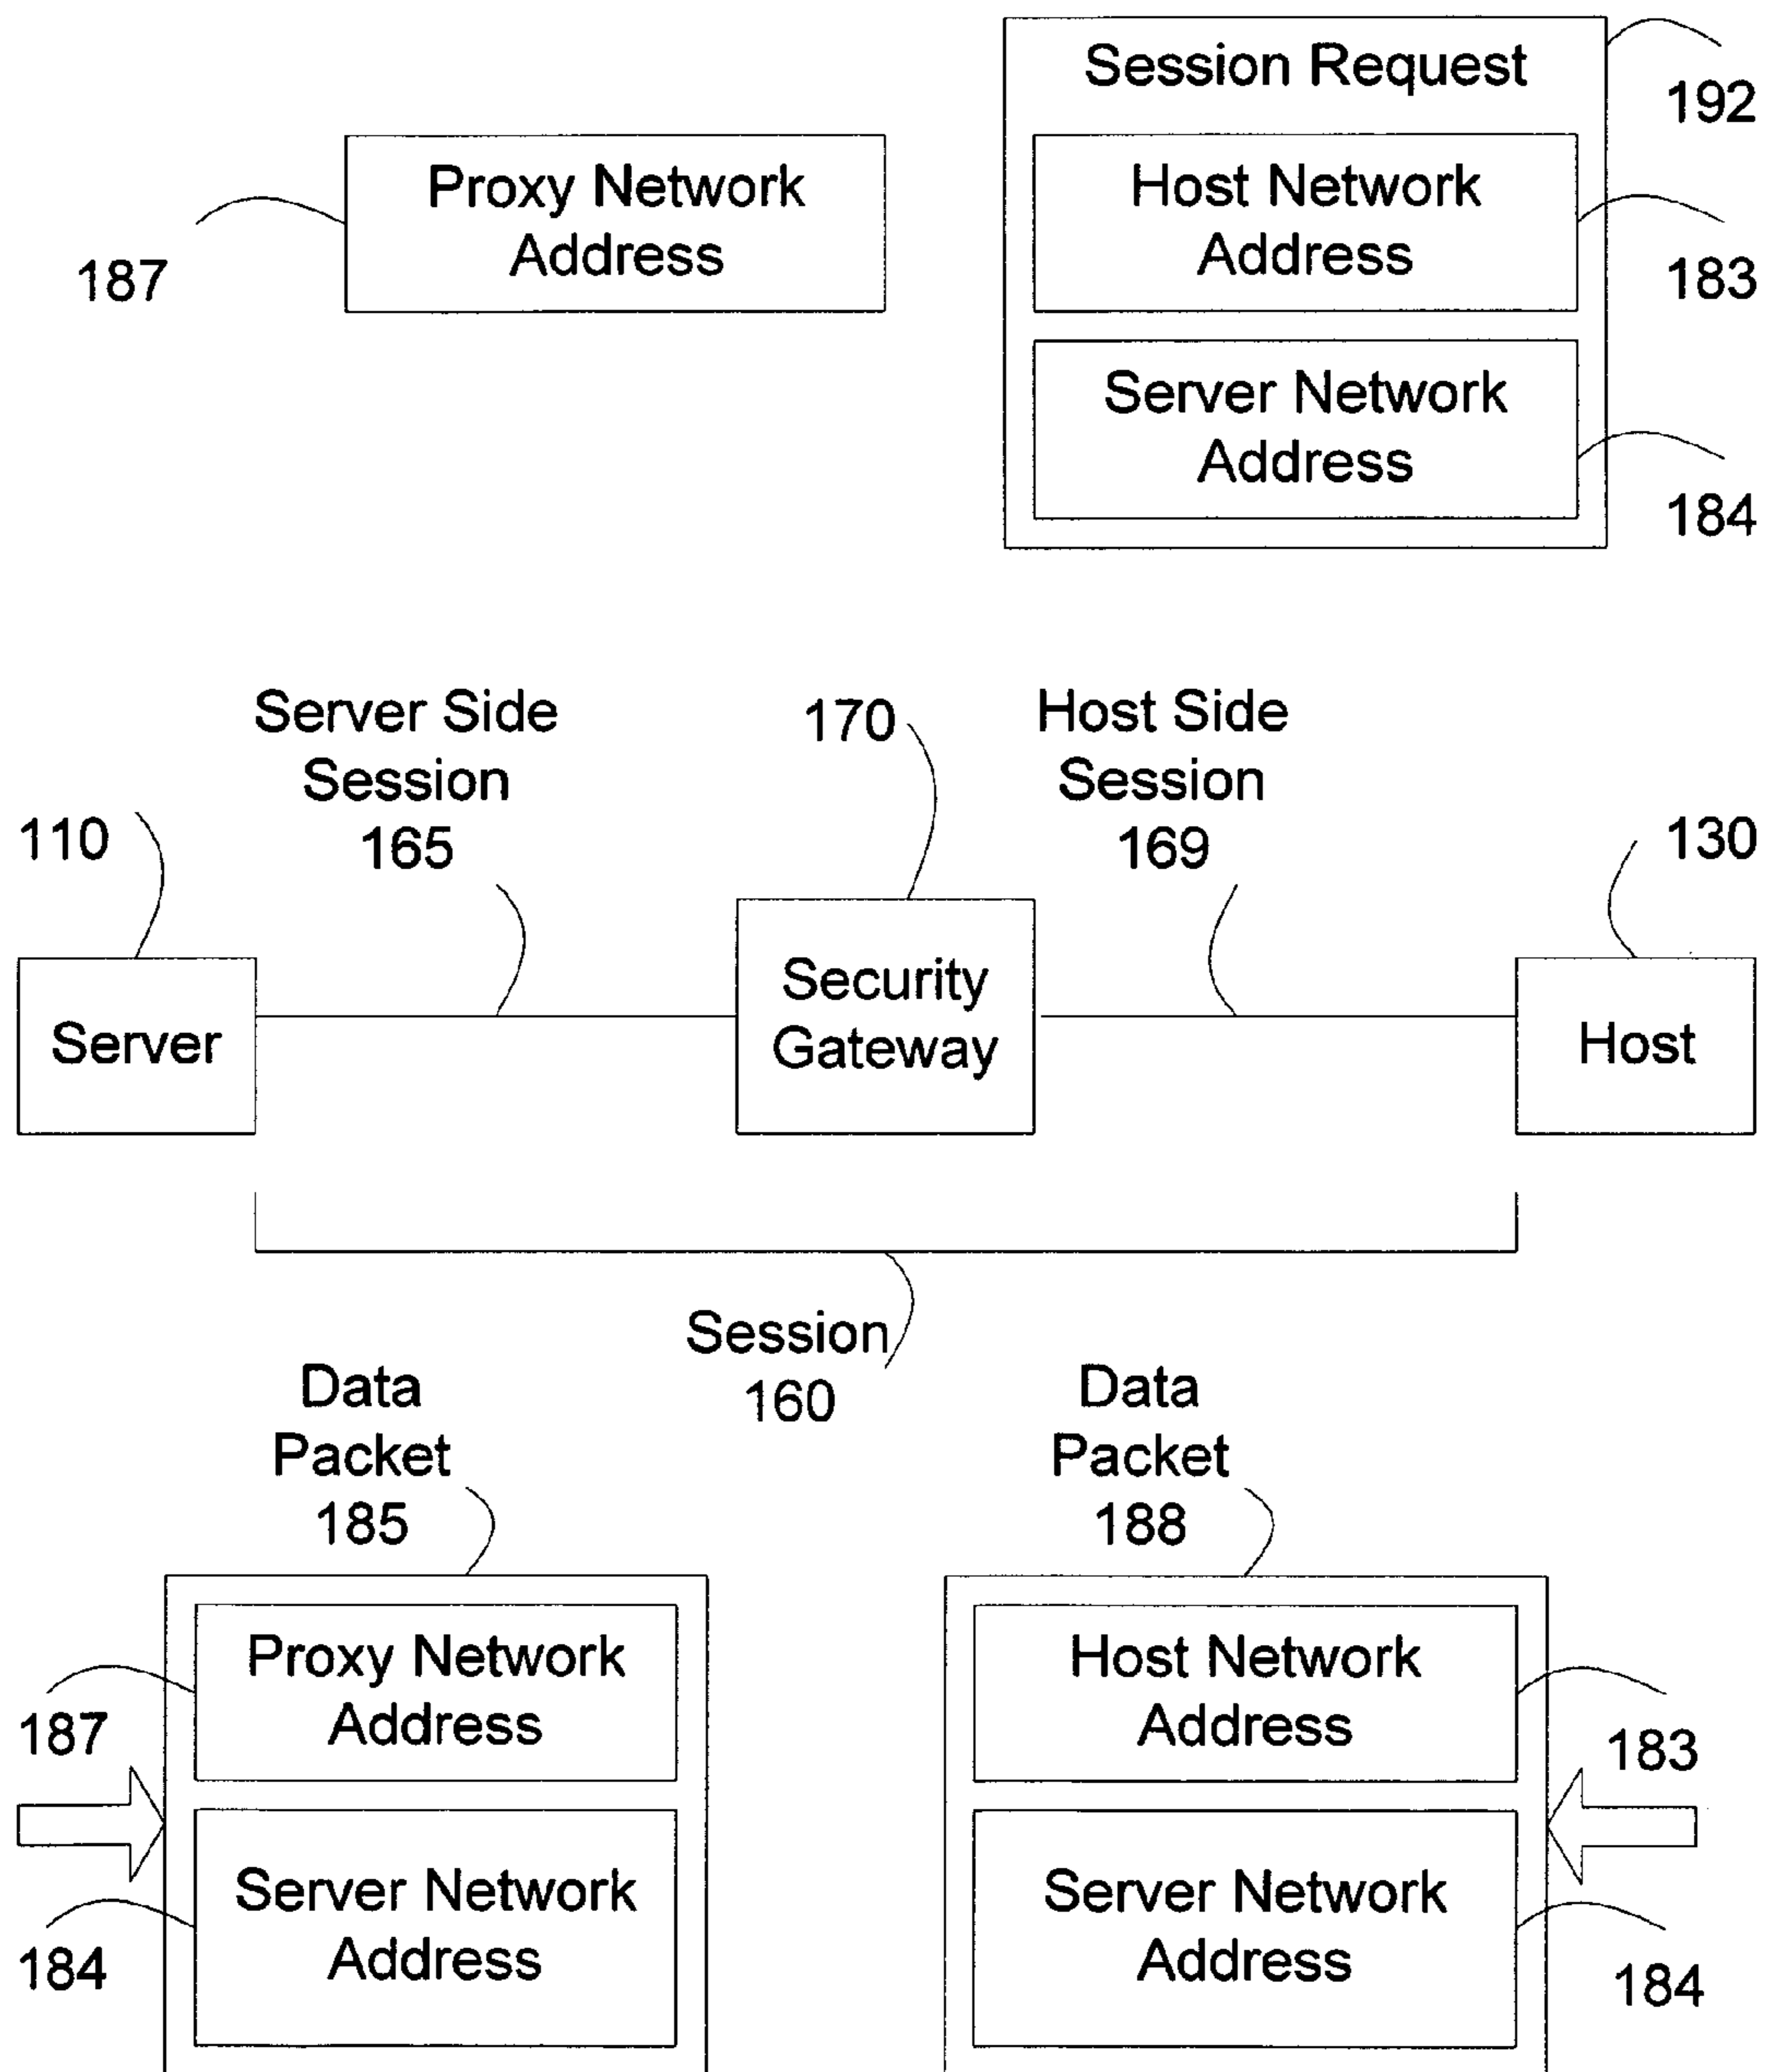 Session Request
192
Proxy Network
Address
187
Host Network
Address
183
Server Network
Address
184
Server Side
Session
165
170
Host Side
Session
169
110
130
Server
Security
Gateway
Host
Session
160
Data
Packet
185
Data
Packet
188
Proxy Network
Address
187
Host Network
Address
183
Server Network
Address
184
Server Network
Address
184